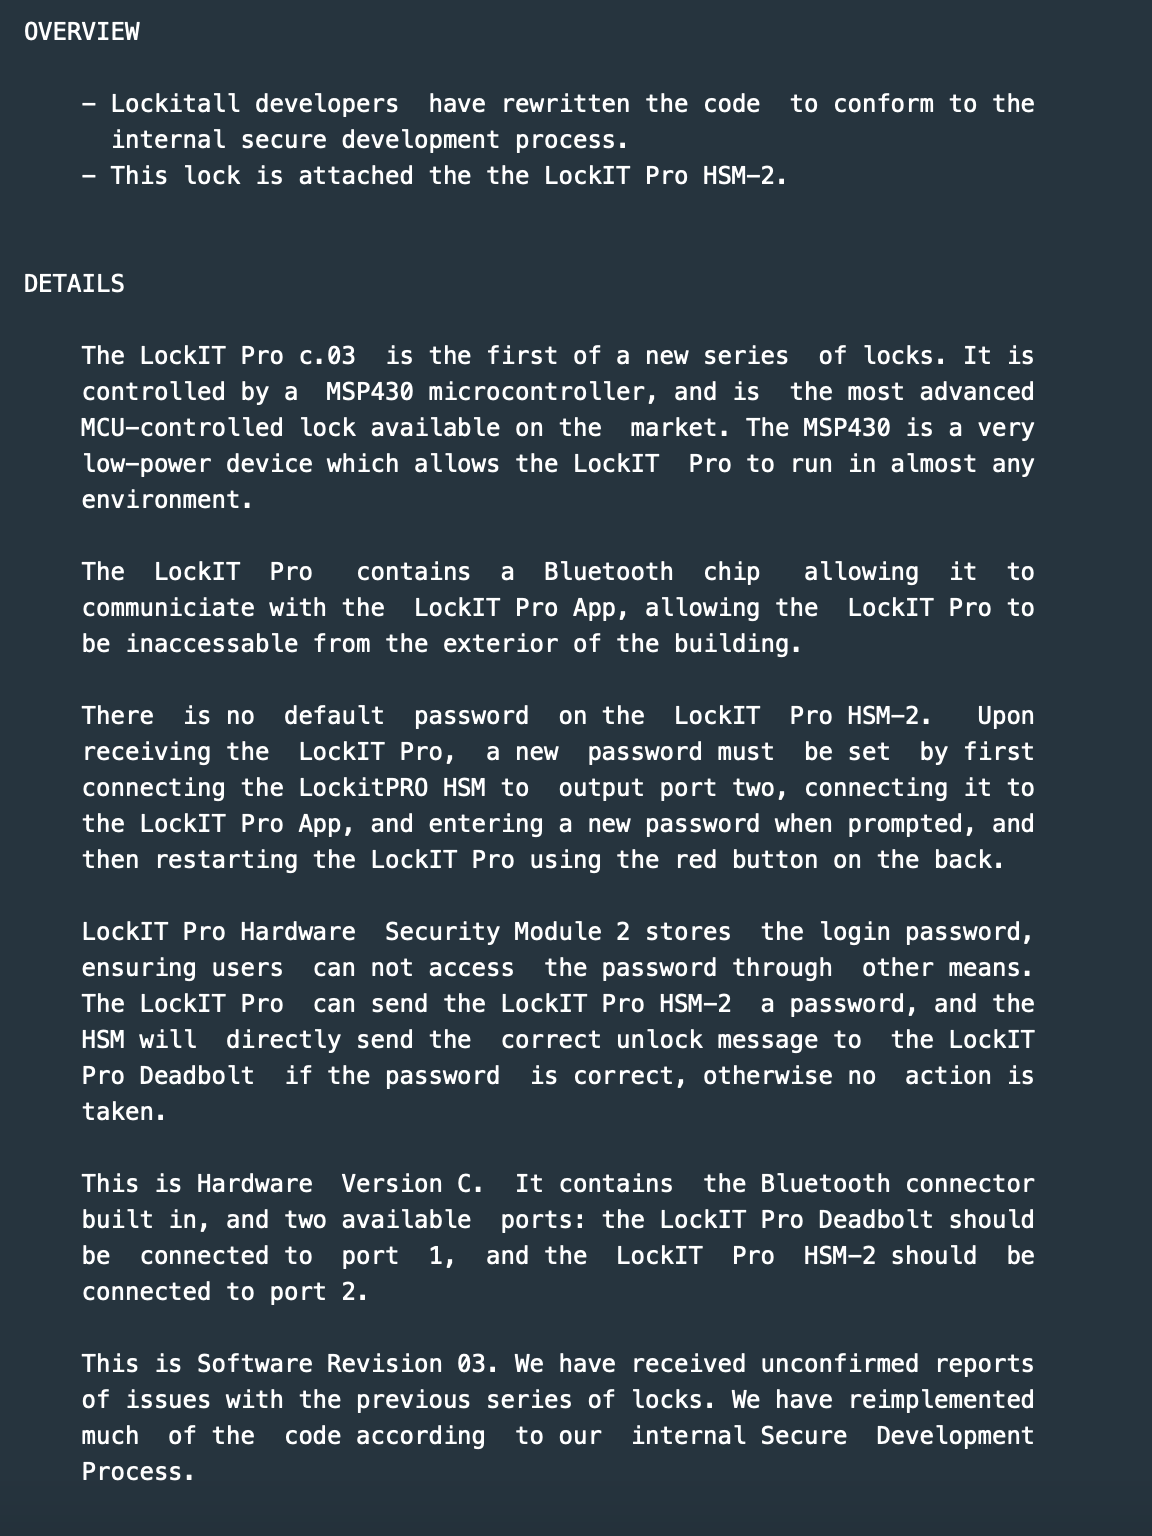 OVERVIEW
- Lockitall developers  have rewritten the code  to conform to the
internal secure development process.
- This lock is attached the the LockIT Pro HSM-2.
DETAILS
The LockIT Pro c.03  is the first of a new series  of locks. It is
controlled by a  MSP430 microcontroller, and is  the most advanced
MCU-controlled lock available on the  market. The MSP430 is a very
low-power device which allows the LockIT  Pro to run in almost any
environment.
The  LockIT  Pro   contains  a  Bluetooth  chip   allowing  it  to
communiciate with the  LockIT Pro App, allowing the  LockIT Pro to
be inaccessable from the exterior of the building.
There  is no  default  password  on the  LockIT  Pro HSM-2.   Upon
receiving the  LockIT Pro,  a new  password must  be set  by first
connecting the LockitPRO HSM to  output port two, connecting it to
the LockIT Pro App, and entering a new password when prompted, and
then restarting the LockIT Pro using the red button on the back.
LockIT Pro Hardware  Security Module 2 stores  the login password,
ensuring users  can not access  the password through  other means.
The LockIT Pro  can send the LockIT Pro HSM-2  a password, and the
HSM will  directly send the  correct unlock message to  the LockIT
Pro Deadbolt  if the password  is correct, otherwise no  action is
taken.
This is Hardware  Version C.  It contains  the Bluetooth connector
built in, and two available  ports: the LockIT Pro Deadbolt should
be  connected to  port  1,  and the  LockIT  Pro  HSM-2 should  be
connected to port 2.
This is Software Revision 03. We have received unconfirmed reports
of issues with the previous series of locks. We have reimplemented
much  of the  code according  to our  internal Secure  Development
Process.